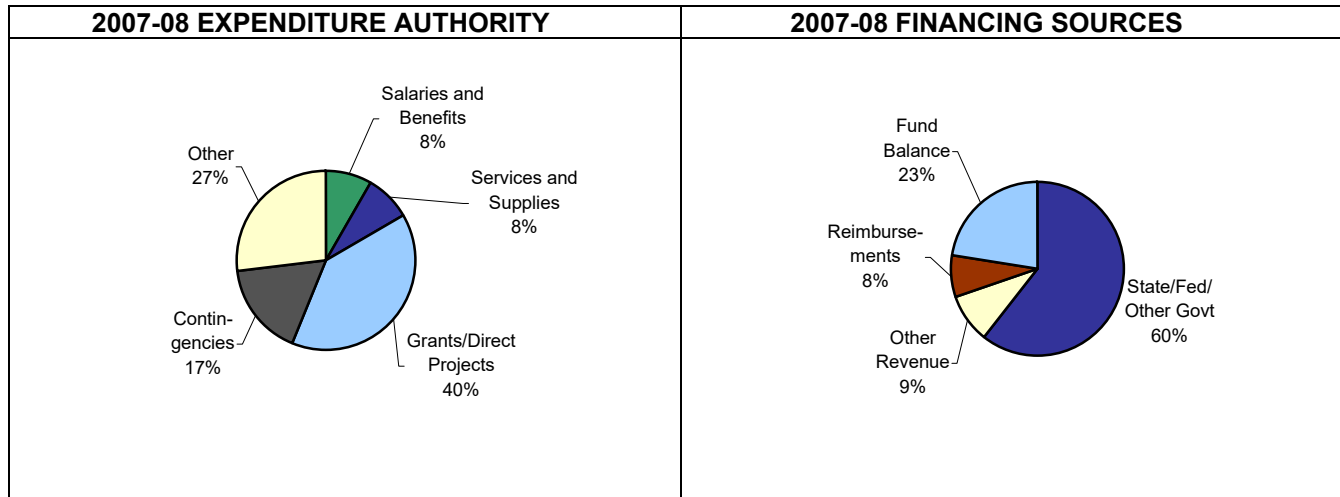 2007-08 EXPENDITURE AUTHORITY
Salaries and
Benefits
8%
Services and
Supplies
8%
Grants/Direct
Projects
40%
Contin-
gencies
17%
Other
27%
2007-08 FINANCING SOURCES
Fund
Balance
23%
Reimburse-
ments
8%
Other
Revenue
9%
State/Fed/
Other Govt
60%